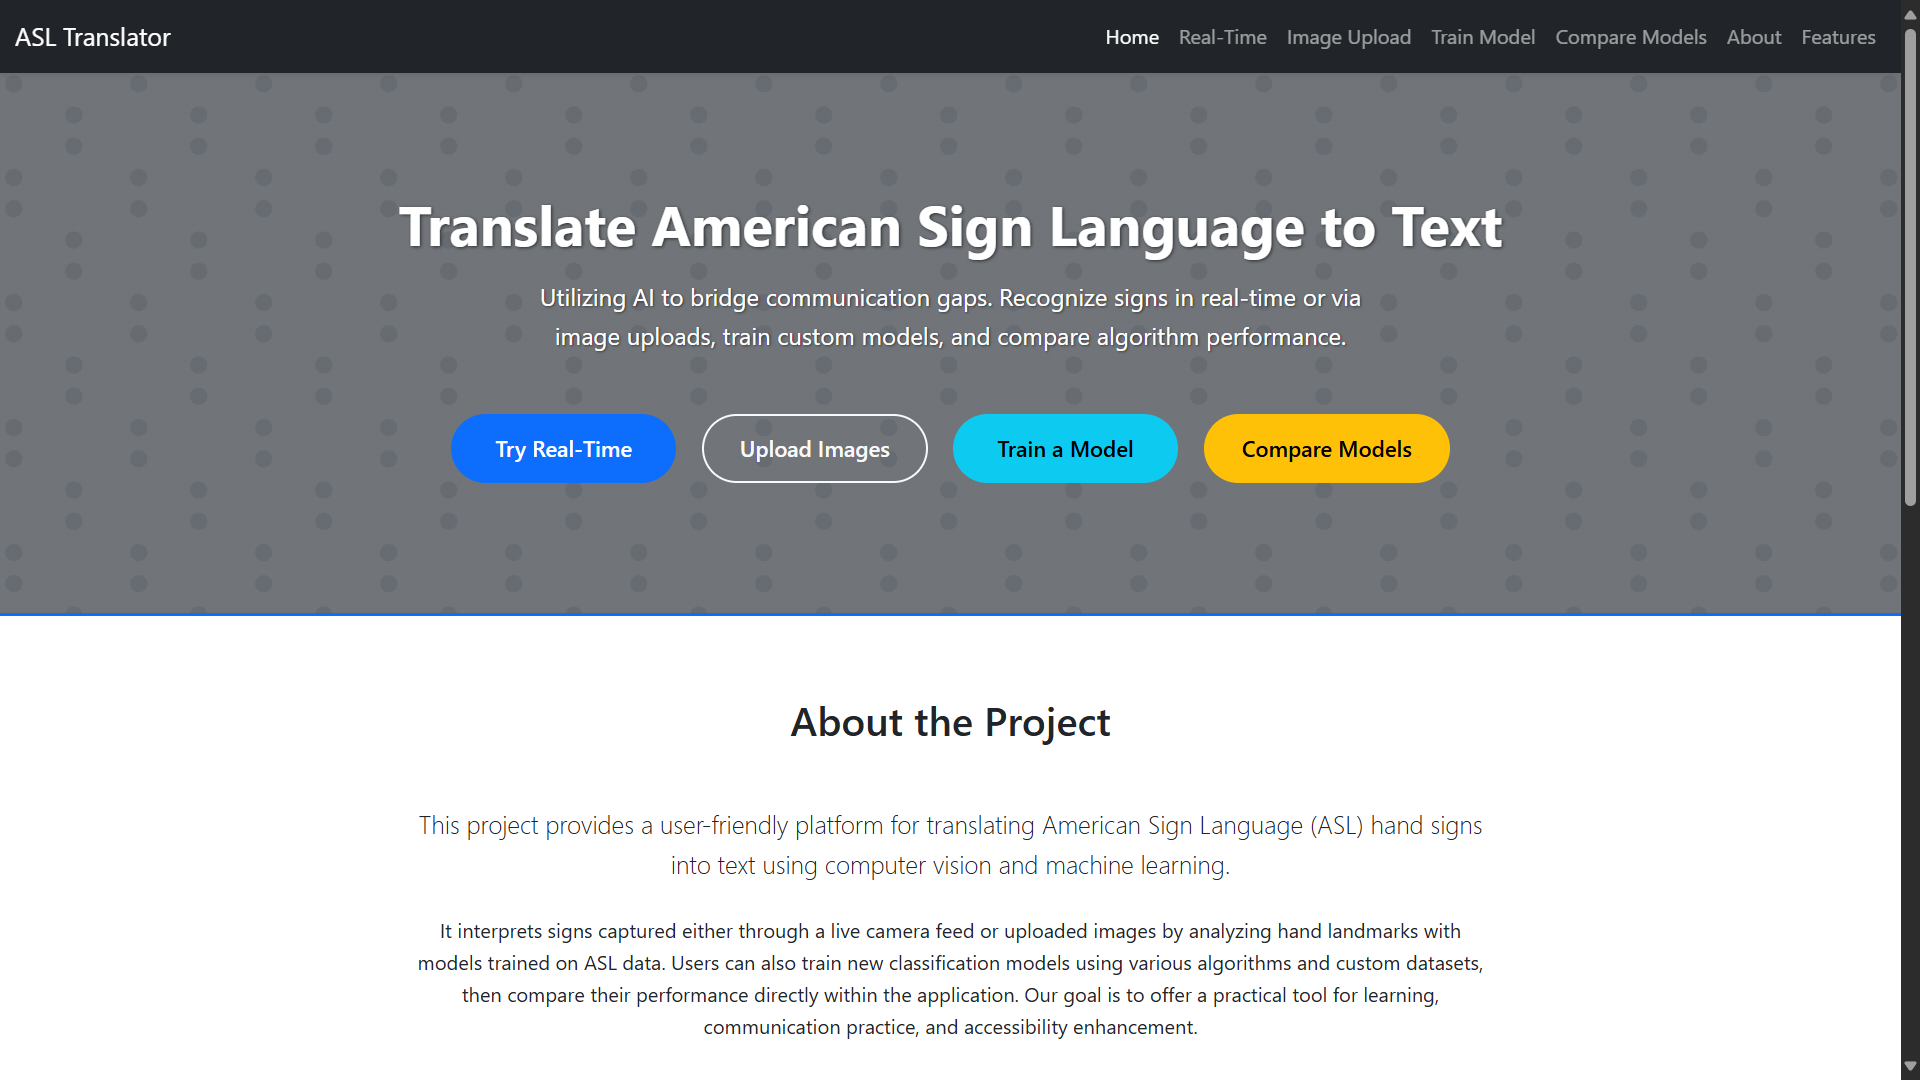 ASL Translator
Home Real-Time Image Upload Train Model Compare Models About Features
Translate American Sign Language to Text
Utilizing AI to bridge communication gaps. Recognize signs in real-time or via
image uploads, train custom models, and compare algorithm performance.
Try Real-Time Upload Images Train a Model Compare Models
About the Project
This project provides a user-friendly platform for translating American Sign Language (ASL) hand signs
into text using computer vision and machine learning.
It interprets signs captured either through a live camera feed or uploaded images by analyzing hand landmarks with
models trained on ASL data. Users can also train new classification models using various algorithms and custom datasets,
then compare their performance directly within the application. Our goal is to offer a practical tool for learning,
communication practice, and accessibility enhancement.